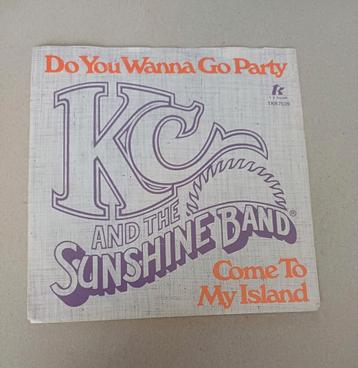 Do You Wanna Go Party
KC
AND THE
SUNSHINE BAND®
Come To
My Island